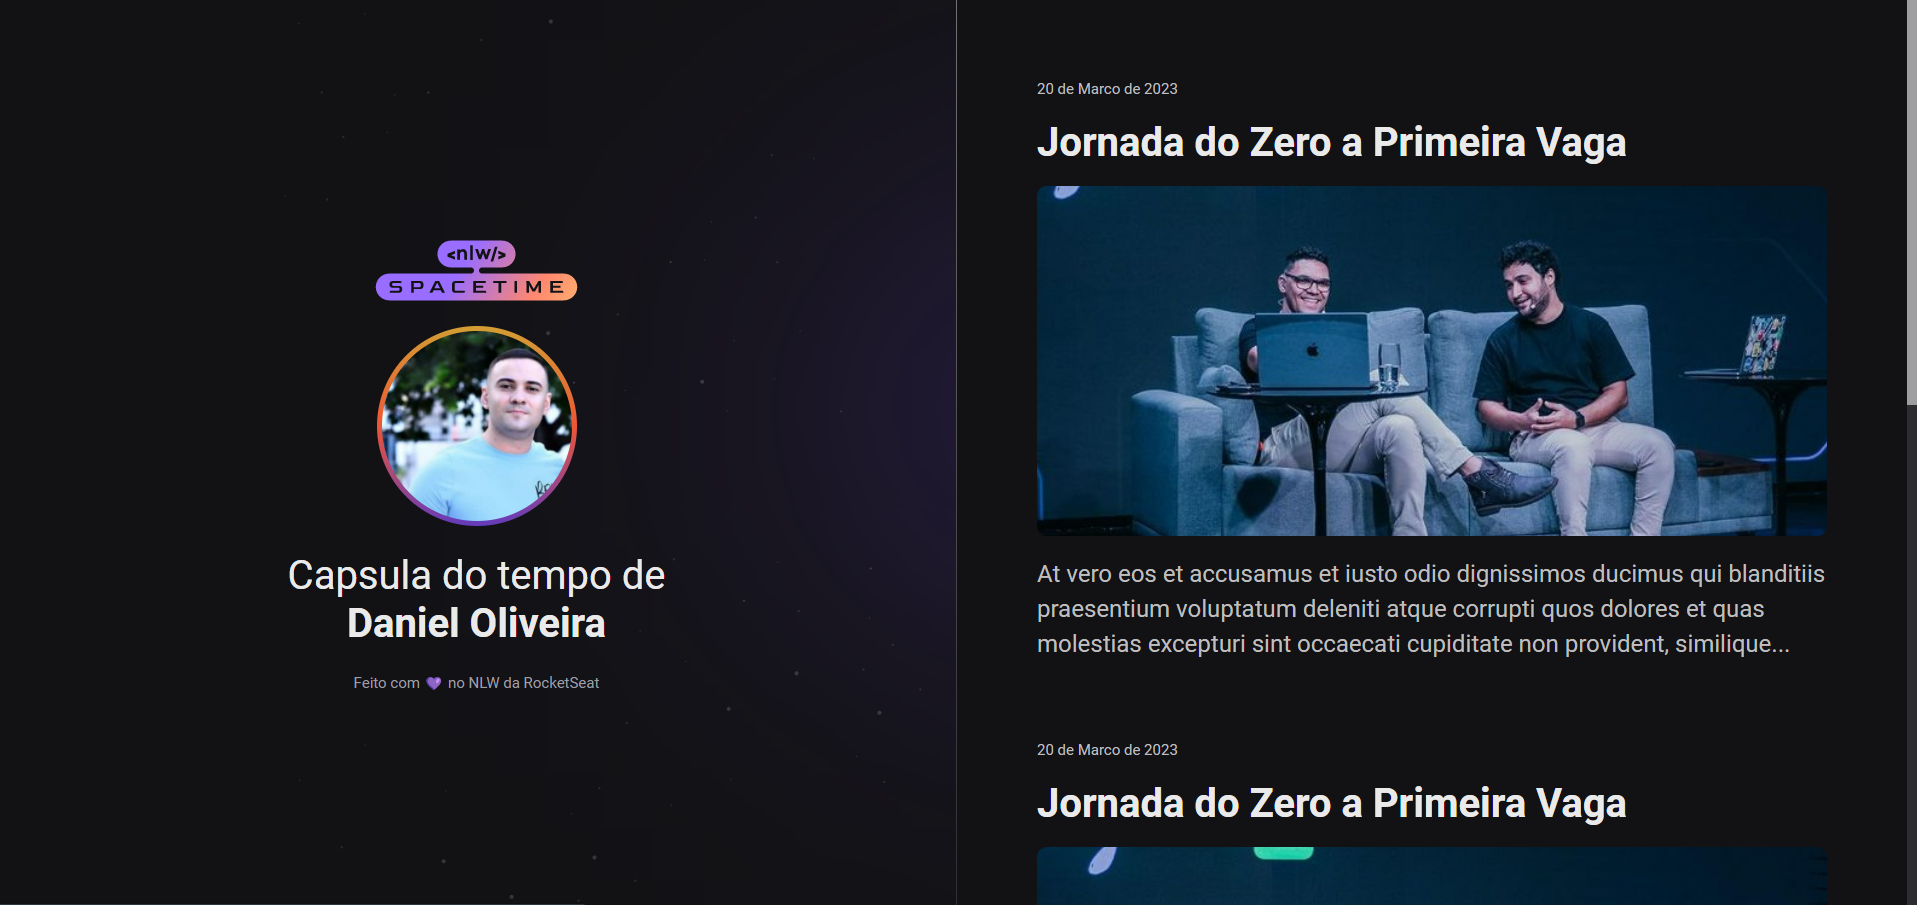 <nlw/>
SPACETIME
Capsula do tempo de
Daniel Oliveira
Feito com 💜 no NLW da RocketSeat
20 de Marco de 2023
Jornada do Zero a Primeira Vaga
At vero eos et accusamus et iusto odio dignissimos ducimus qui blanditiis
praesentium voluptatum deleniti atque corrupti quos dolores et quas
molestias excepturi sint occaecati cupiditate non provident, similique...
20 de Marco de 2023
Jornada do Zero a Primeira Vaga